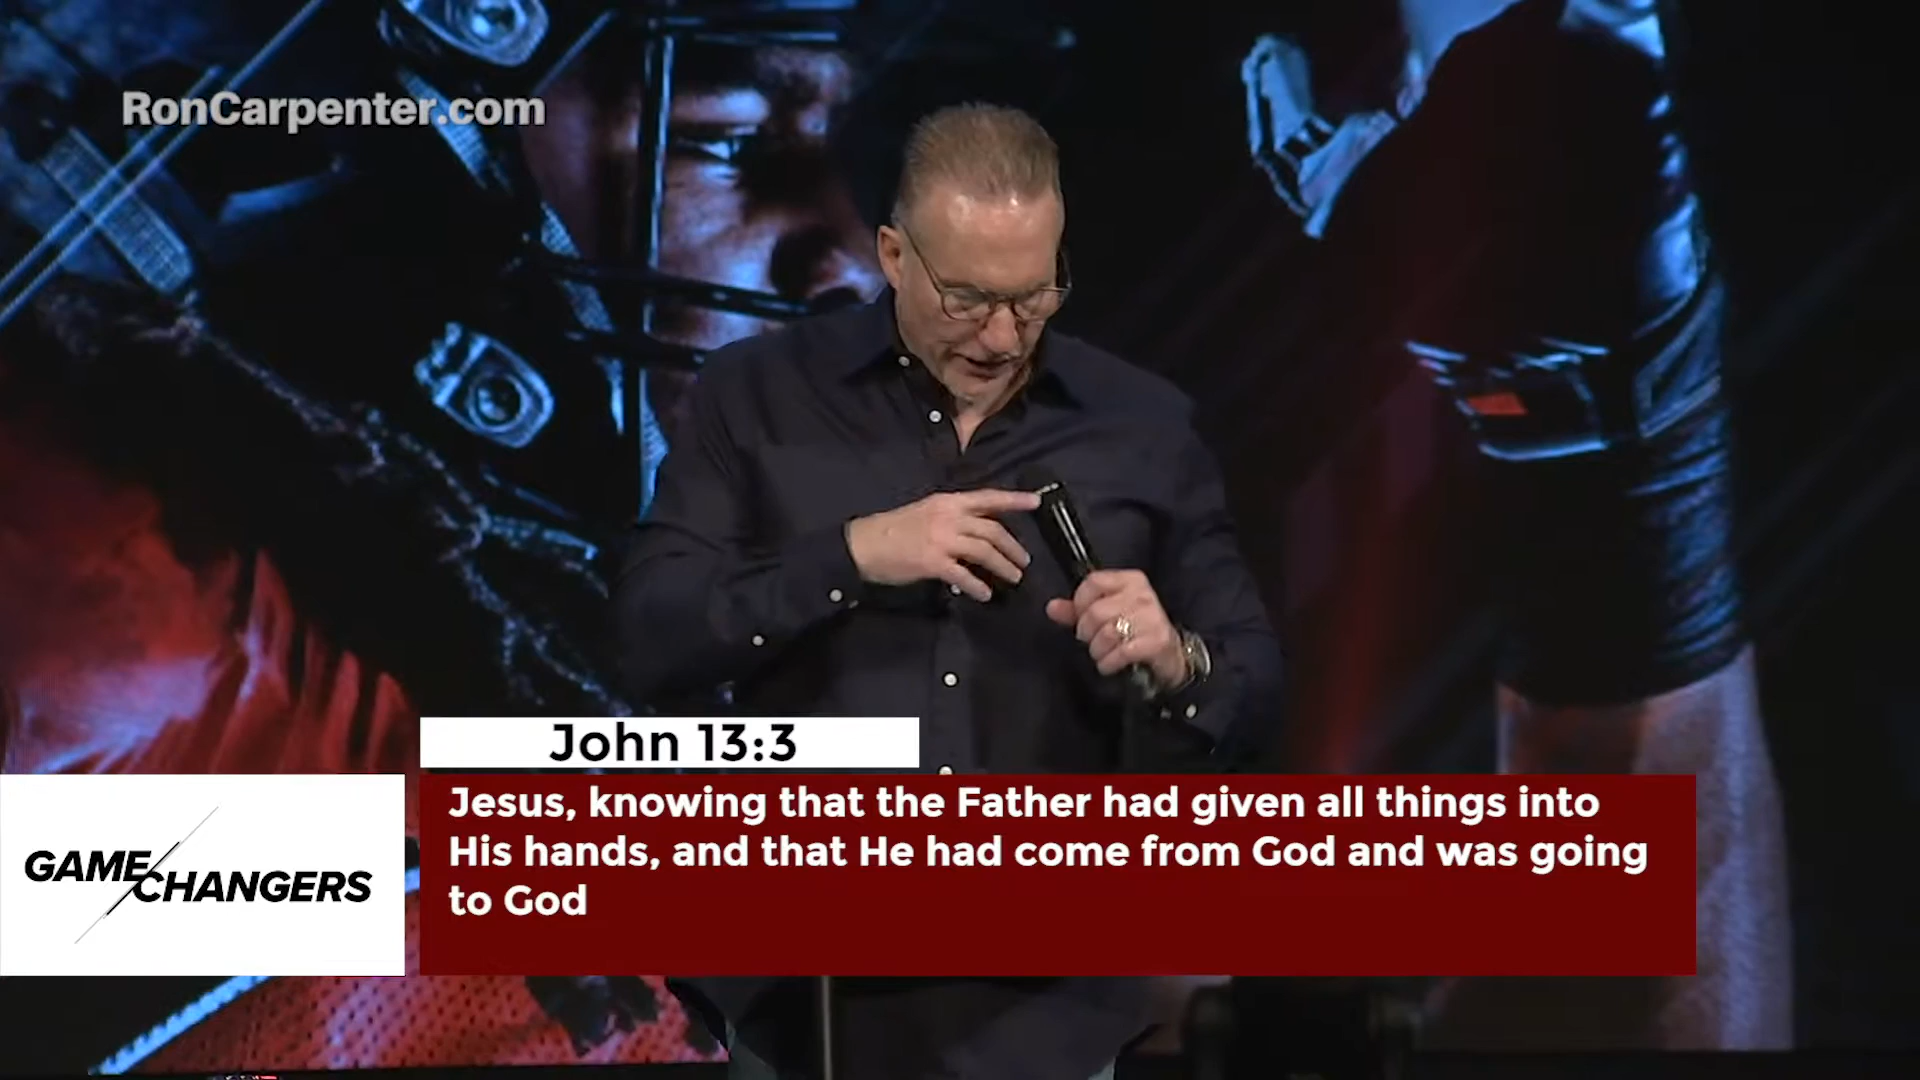 RonCarpenter.com
John 13:3
Jesus, knowing that the Father had given all things into
His hands, and that He had come from God and was going
to God
GAME
CHANGERS